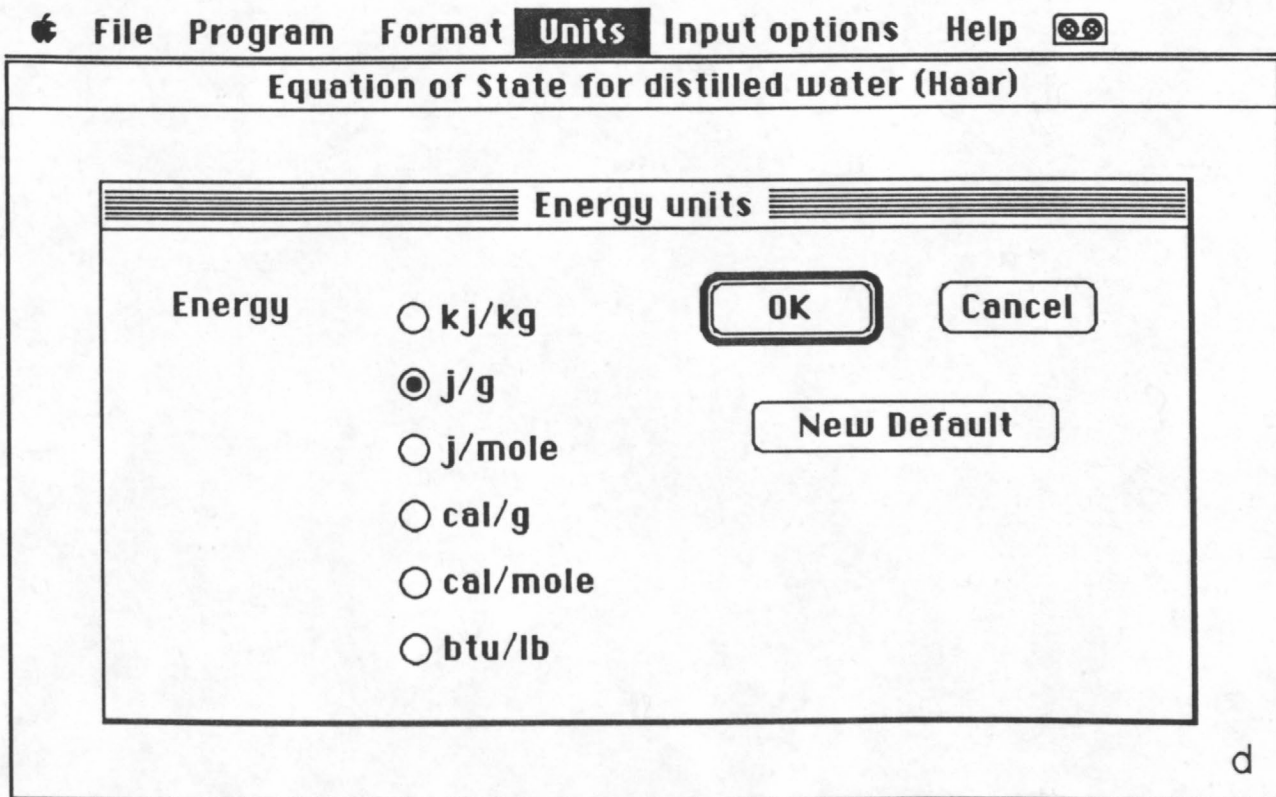 File Program Format Units Input options Help
Equation of State for distilled water (Haar)
Energy units
Energy
kj/kg
j/g
j/mole
cal/g
cal/mole
btu/lb
OK Cancel
New Default
d